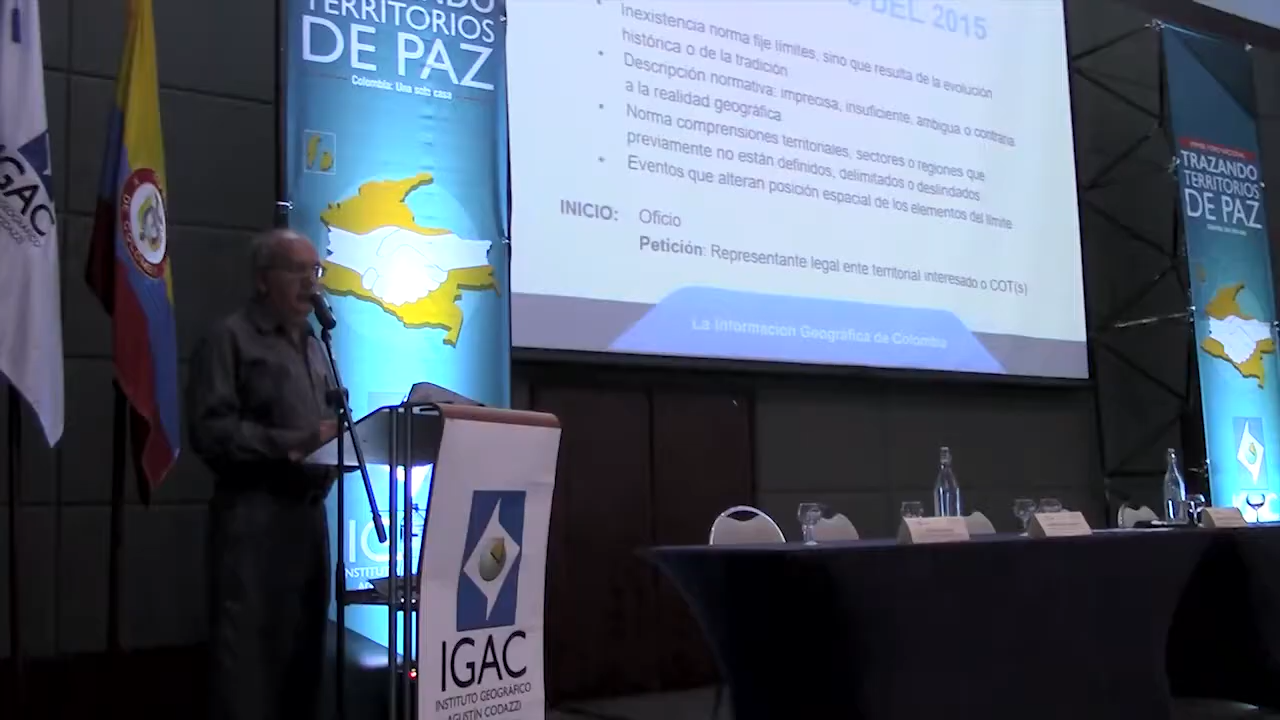 TERRITORIOS
DE PAZ
Colombia: Una sola casa
DEL 2015
Inexistencia norma fije límites, sino que resulta de la evolución
histórica o de la tradición
• Descripción normativa: imprecisa, insuficiente, ambigua o contraria
a la realidad geográfica.
• Norma comprensiones territoriales, sectores o regiones que
previamente no están definidos, delimitados o deslindados
• Eventos que alteran posición espacial de los elementos del límite
INICIO: Oficio
Petición: Representante legal ente territorial interesado o COT(s)
La Información Geográfica de Colombia
TRAZANDO
TERRITORIOS
DE PAZ
IGAC
CODAZZI
IGAC
INSTITUTO GEOGRÁFICO
AGUSTÍN CODAZZI